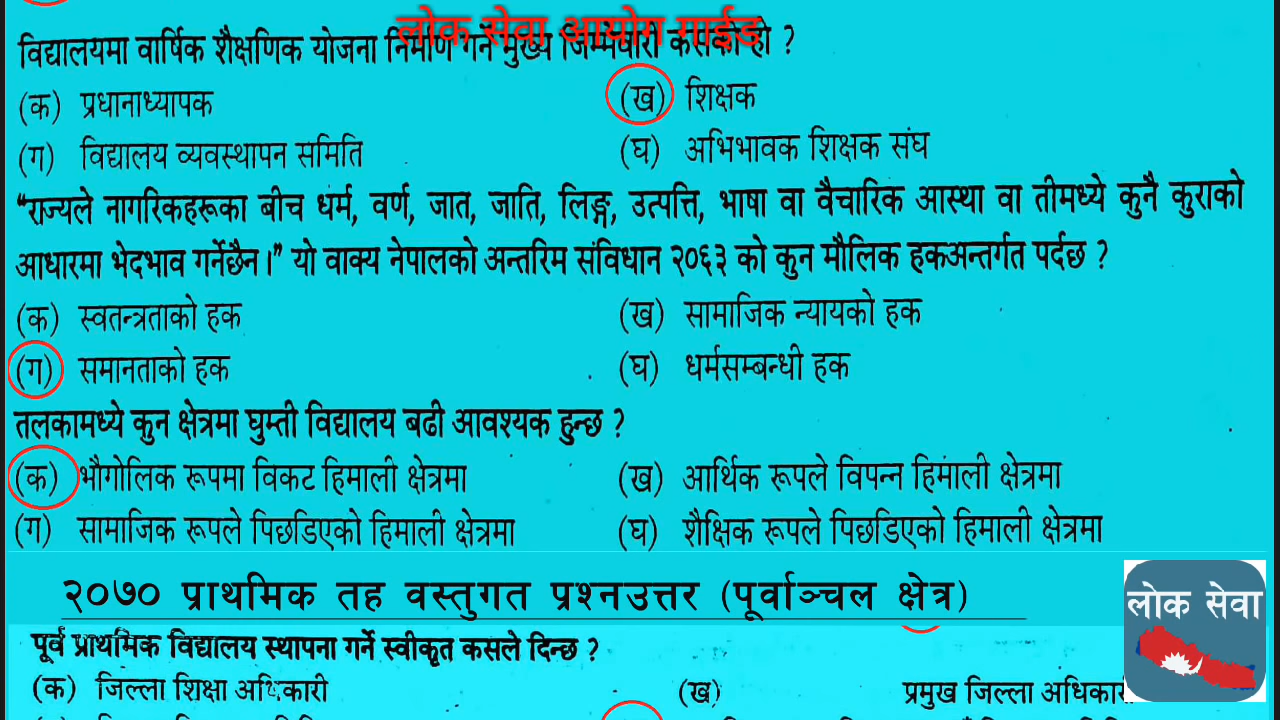 लोक सेवा आयोग गाईड
विद्यालयमा वार्षिक शैक्षणिक योजना निर्माण गर्ने मुख्य जिम्मेवारी कसको हो ?
(क) प्रधानाध्यापक (ख) शिक्षक
(ग) विद्यालय व्यवस्थापन समिति (घ) अभिभावक शिक्षक संघ
“राज्यले नागरिकहरूका बीच धर्म, वर्ण, जात, जाति, लिङ्ग, उत्पत्ति, भाषा वा वैचारिक आस्था वा तीमध्ये कुनै कुराको
आधारमा भेदभाव गर्नेछैन।” यो वाक्य नेपालको अन्तरिम संविधान २०६३ को कुन मौलिक हकअन्तर्गत पर्दछ ?
(क) स्वतन्त्रताको हक (ख) सामाजिक न्यायको हक
(ग) समानताको हक (घ) धर्मसम्बन्धी हक
तलकामध्ये कुन क्षेत्रमा घुम्ती विद्यालय बढी आवश्यक हुन्छ ?
(क) भौगोलिक रूपमा विकट हिमाली क्षेत्रमा (ख) आर्थिक रूपले विपन्न हिमाली क्षेत्रमा
(ग) सामाजिक रूपले पिछडिएको हिमाली क्षेत्रमा (घ) शैक्षिक रूपले पिछडिएको हिमाली क्षेत्रमा
२०७० प्राथमिक तह वस्तुगत प्रश्नउत्तर (पूर्वाञ्चल क्षेत्र)
लोक सेवा
पूर्व प्राथमिक विद्यालय स्थापना गर्ने स्वीकृत कसले दिन्छ ?
(क) जिल्ला शिक्षा अधिकारी (ख) प्रमुख जिल्ला अधिकारी